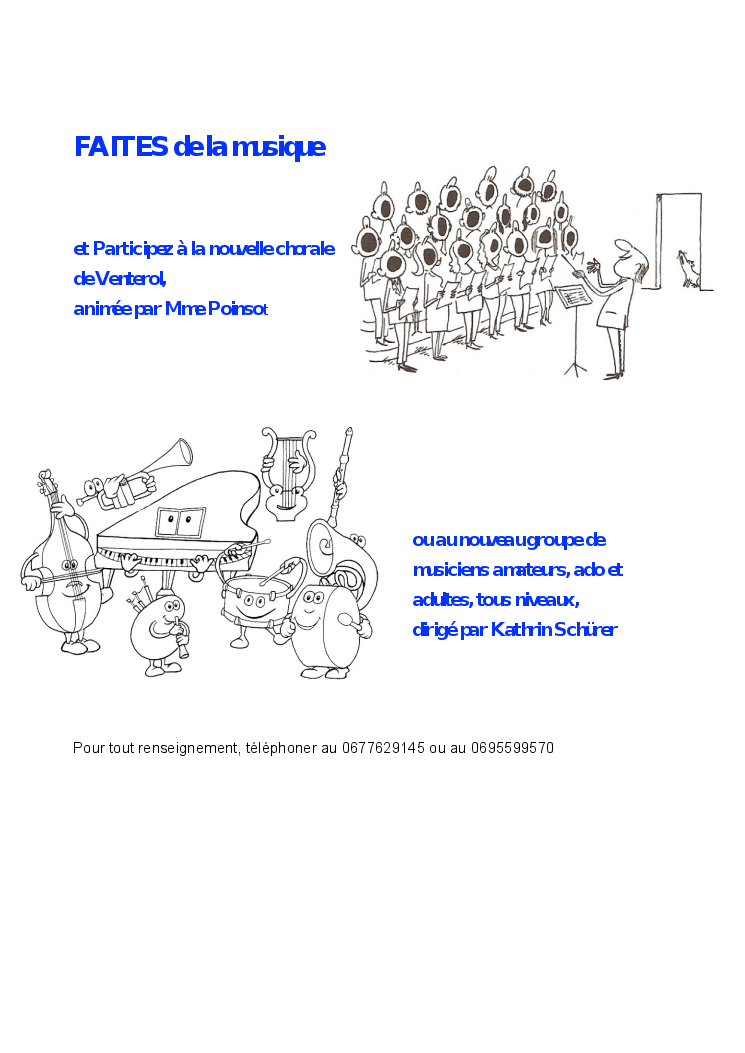 FAITES de la musique
et Participez à la nouvelle chorale
de Venterol,
animée par Mme Poinsot
ou au nouveau groupe de
musiciens amateurs, ado et
adultes, tous niveaux,
dirigé par Kathrin Schürer
Pour tout renseignement, téléphoner au 0677629145 ou au 0695599570